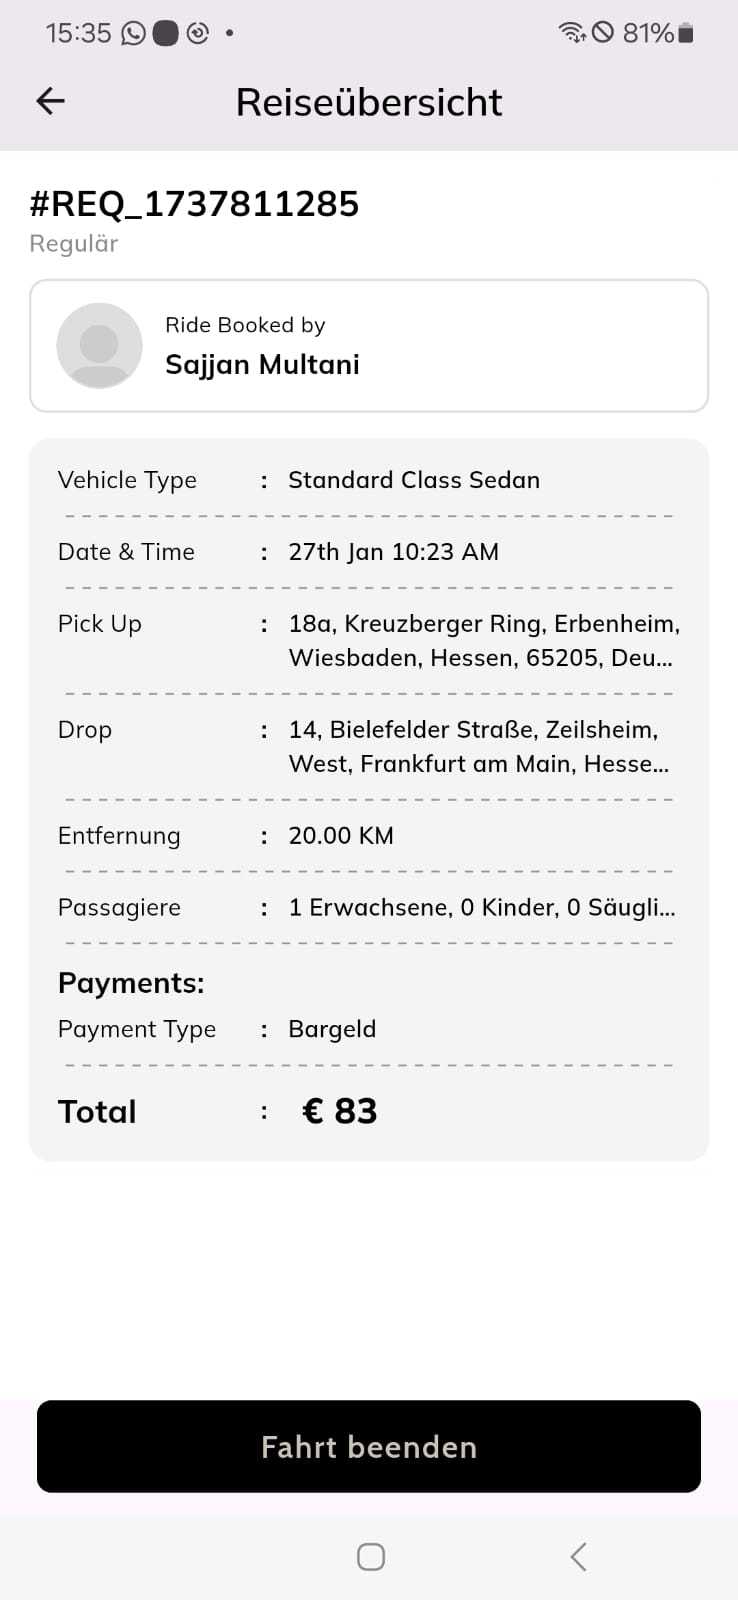 15:35
81%
Reiseübersicht
#REQ_1737811285
Regulär
Ride Booked by
Sajjan Multani
Vehicle Type : Standard Class Sedan
Date & Time : 27th Jan 10:23 AM
Pick Up : 18a, Kreuzberger Ring, Erbenheim,
Wiesbaden, Hessen, 65205, Deu...
Drop : 14, Bielefelder Straße, Zeilsheim,
West, Frankfurt am Main, Hesse...
Entfernung : 20.00 KM
Passagiere : 1 Erwachsene, 0 Kinder, 0 Säugli...
Payments:
Payment Type : Bargeld
Total : € 83
Fahrt beenden